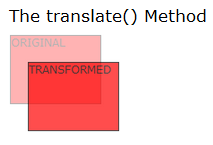 The translate() Method
ORIGINAL
TRANSFORMED